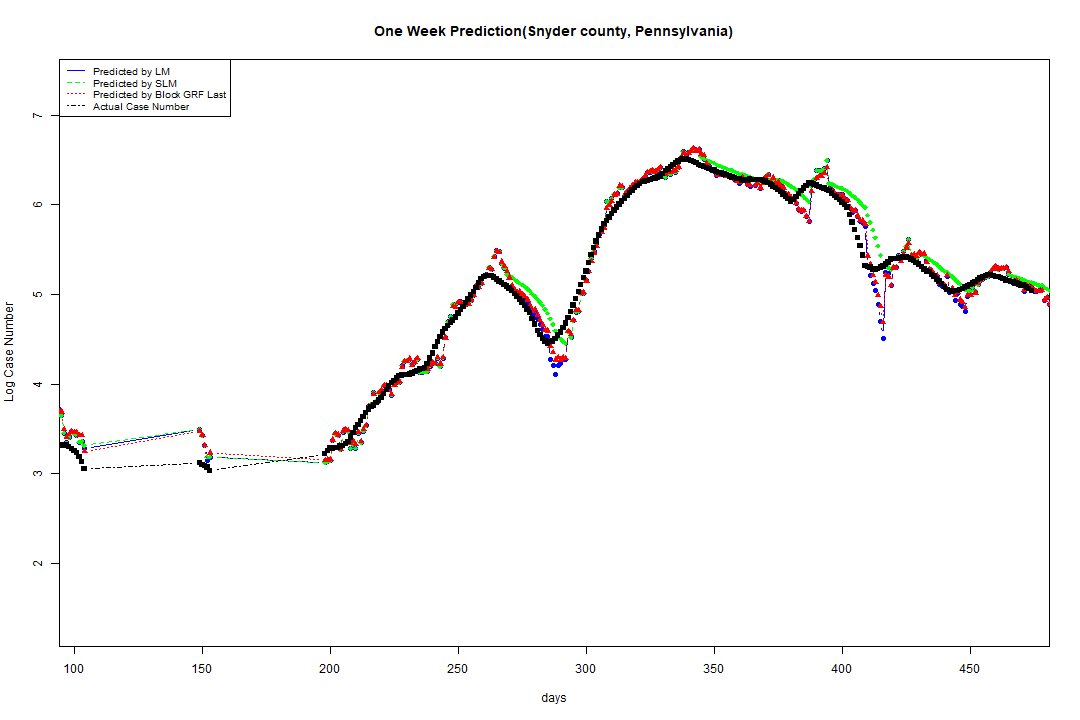 One Week Prediction(Snyder county, Pennsylvania)
Predicted by LM
Predicted by SLM
Predicted by Block GRF Last
Actual Case Number
7
6
5
4
3
2
Log Case Number
100 150 200 250 300 350 400 450
days